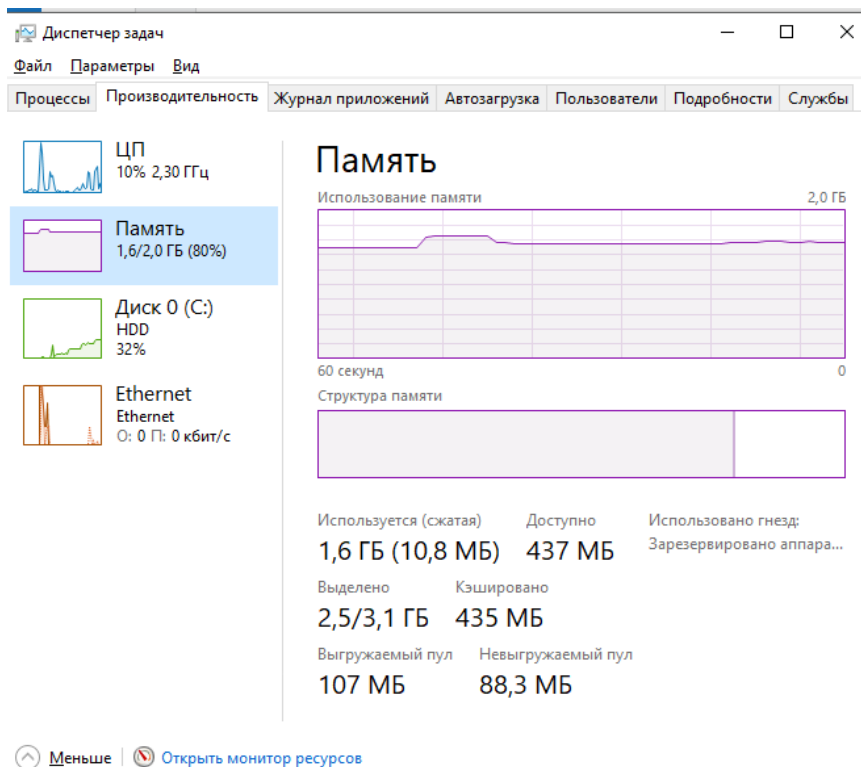 Диспетчер задач
Файл Параметры Вид
Процессы Производительность Журнал приложений Автозагрузка Пользователи Подробности Службы
ЦП
10% 2,30 ГГц
Память
1,6/2,0 ГБ (80%)
Диск 0 (C:)
HDD
32%
Ethernet
Ethernet
О: 0 П: 0 кбит/с
Память
Использование памяти 2,0 ГБ
60 секунд 0
Структура памяти
Используется (сжатая) Доступно Использовано гнезд:
1,6 ГБ (10,8 МБ) 437 МБ Зарезервировано аппара...
Выделено Кэшировано
2,5/3,1 ГБ 435 МБ
Выгружаемый пул Невыгружаемый пул
107 МБ 88,3 МБ
Меньше Открыть монитор ресурсов